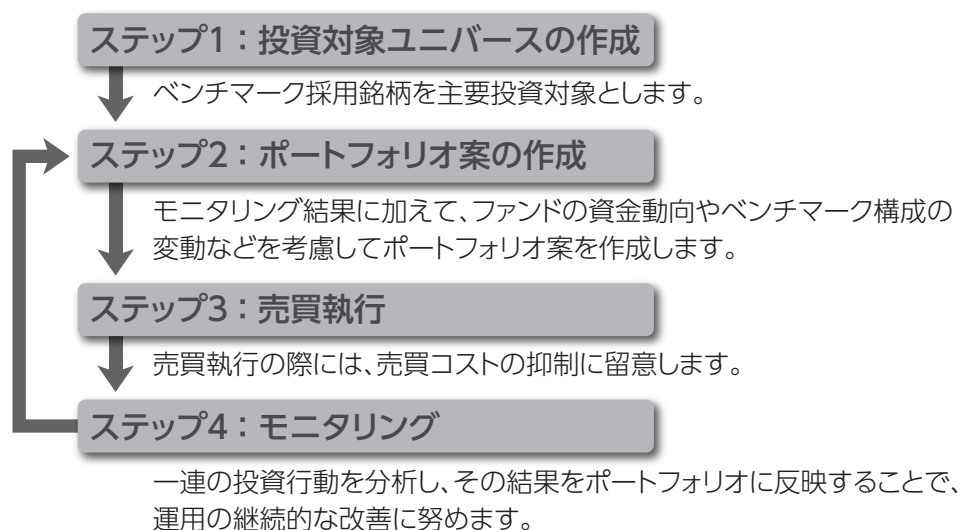 ステップ1：投資対象ユニバースの作成
ベンチマーク採用銘柄を主要投資対象とします。
ステップ2：ポートフォリオ案の作成
モニタリング結果に加えて、ファンドの資金動向やベンチマーク構成の
変動などを考慮してポートフォリオ案を作成します。
ステップ3：売買執行
売買執行の際には、売買コストの抑制に留意します。
ステップ4：モニタリング
一連の投資行動を分析し、その結果をポートフォリオに反映することで、
運用の継続的な改善に努めます。